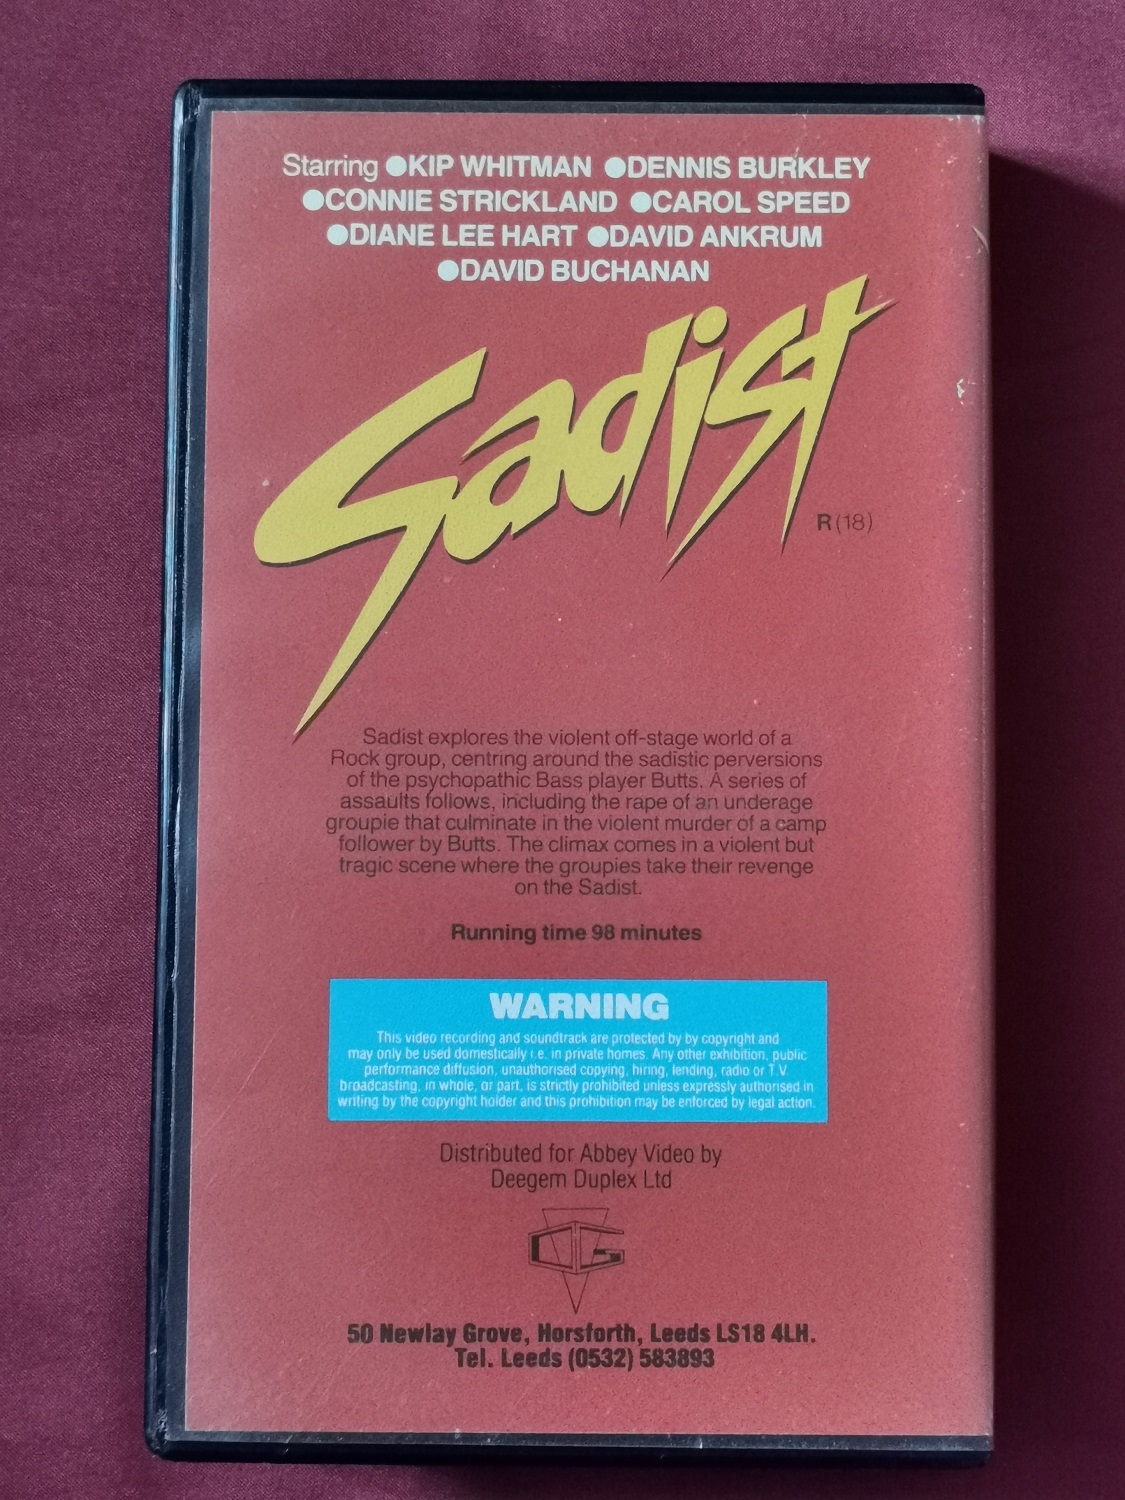 Starring ●KIP WHITMAN ●DENNIS BURKLEY
●CONNIE STRICKLAND ●CAROL SPEED
●DIANE LEE HART ●DAVID ANKRUM
●DAVID BUCHANAN
Sadist
R(18)
Sadist explores the violent off-stage world of a
Rock group, centring around the sadistic perversions
of the psychopathic Bass player Butts. A series of
assaults follows, including the rape of an underage
groupie that culminate in the violent murder of a camp
follower by Butts. The climax comes in a violent but
tragic scene where the groupies take their revenge
on the Sadist.
Running time 98 minutes
WARNING
This video recording and soundtrack are protected by by copyright and
may only be used domestically i.e. in private homes. Any other exhibition, public
performance diffusion, unauthorised copying, hiring, lending, radio or T.V.
broadcasting, in whole, or part, is strictly prohibited unless expressly authorised in
writing by the copyright holder and this prohibition may be enforced by legal action.
Distributed for Abbey Video by
Deegem Duplex Ltd
50 Newlay Grove, Horsforth, Leeds LS18 4LH.
Tel. Leeds (0532) 583893